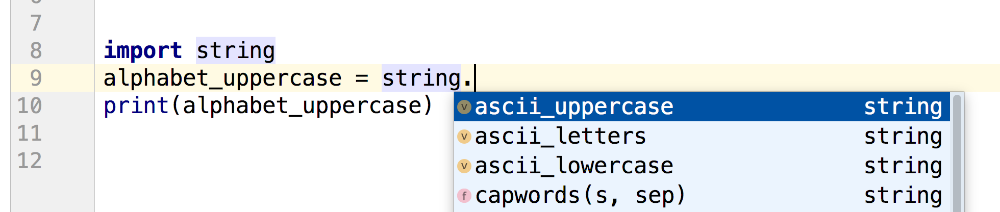 7
8 import string
9 alphabet_uppercase = string.
10 print(alphabet_uppercase)
v ascii_uppercase string
11
v ascii_letters string
12
v ascii_lowercase string
f capwords(s, sep) string